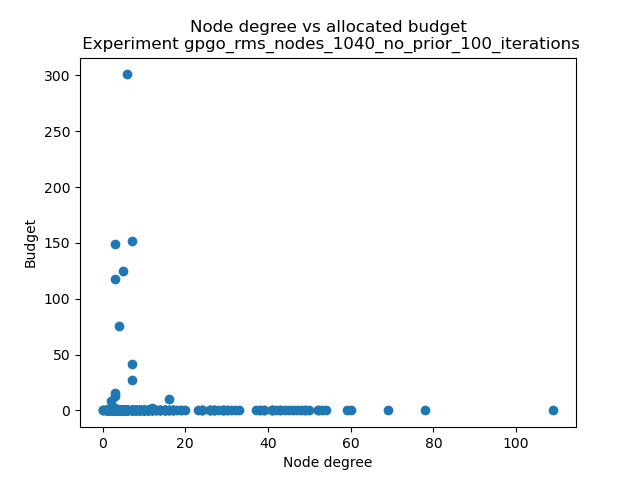 Node degree vs allocated budget
Experiment gpgo_rms_nodes_1040_no_prior_100_iterations
300
250
200
150
100
50
0
Budget
0 20 40 60 80 100
Node degree